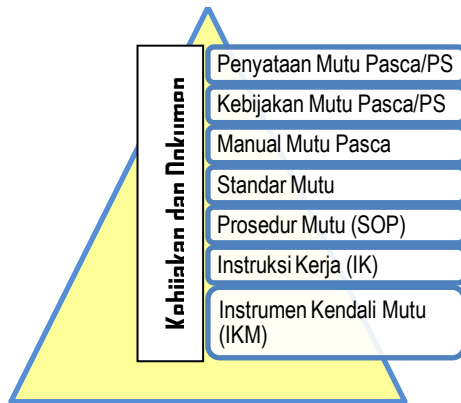 Kebijakan dan Dokumen
Penyataan Mutu Pasca/PS
Kebijakan Mutu Pasca/PS
Manual Mutu Pasca
Standar Mutu
Prosedur Mutu (SOP)
Instruksi Kerja (IK)
Instrumen Kendali Mutu
(IKM)